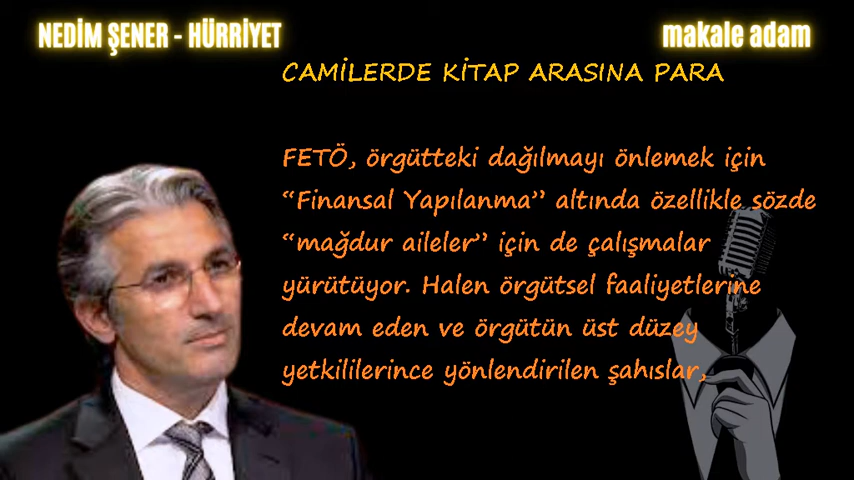 NEDİM ŞENER - HÜRRİYET
makale adam
CAMİLERDE KİTAP ARASINA PARA
FETÖ, örgütteki dağılmayı önlemek için
“Finansal Yapılanma” altında özellikle sözde
“mağdur aileler” için de çalışmalar
yürütüyor. Halen örgütsel faaliyetlerine
devam eden ve örgütün üst düzey
yetkililerince yönlendirilen şahıslar,